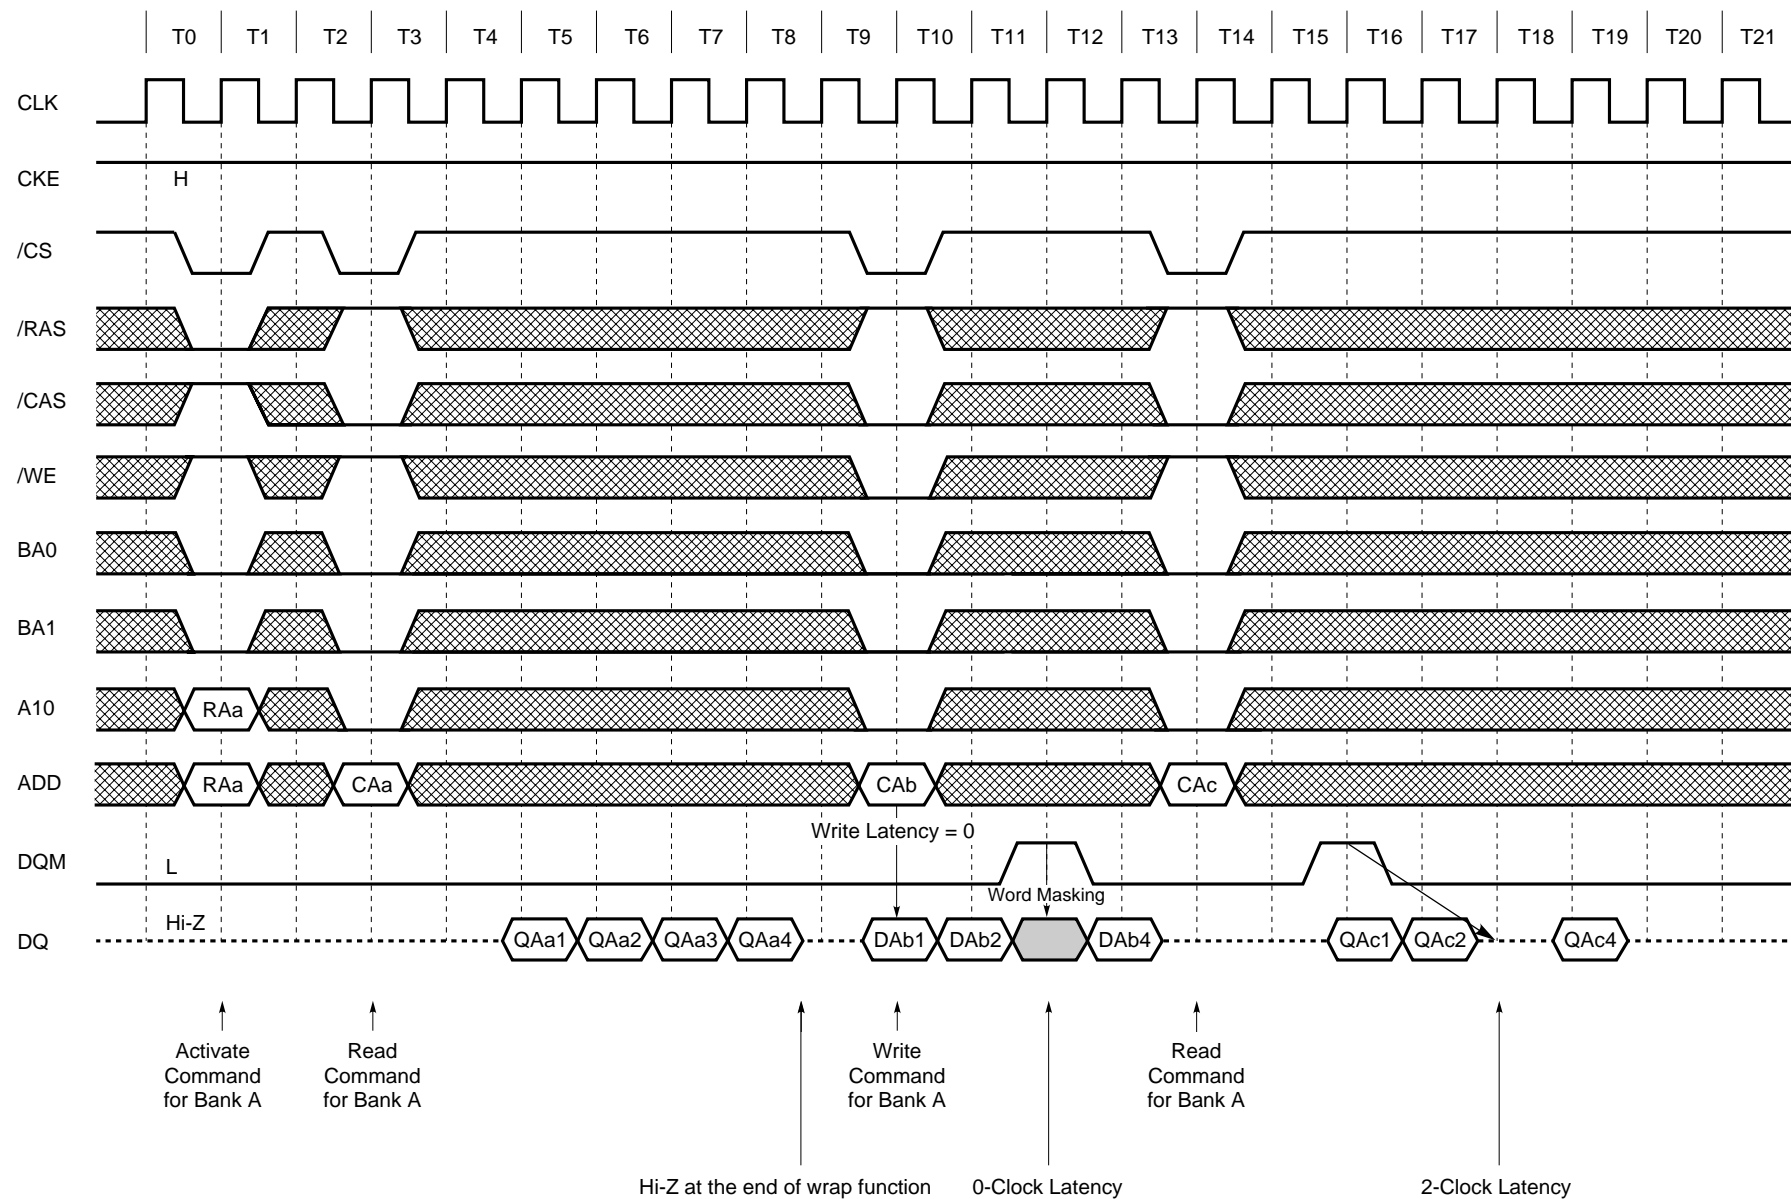 T0 T1 T2 T3 T4 T5 T6 T7 T8 T9 T10 T11 T12 T13 T14 T15 T16 T17 T18 T19 T20 T21
CLK
CKE H
/CS
/RAS
/CAS
/WE
BA0
BA1
A10 RAa
ADD RAa CAa CAb CAc
Write Latency = 0
DQM L
Word Masking
Hi-Z
DQ QAa1 QAa2 QAa3 QAa4 DAb1 DAb2 DAb4 QAc1 QAc2 QAc4
Activate
Command
for Bank A
Read
Command
for Bank A
Write
Command
for Bank A
Read
Command
for Bank A
Hi-Z at the end of wrap function
0-Clock Latency
2-Clock Latency